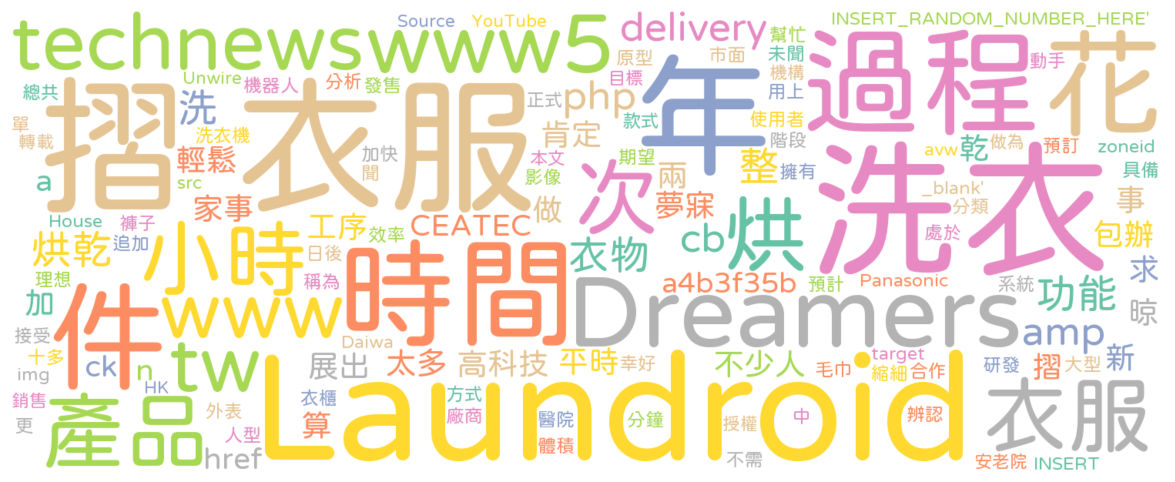 technews
www
5
delivery
INSERT_RANDOM_NUMBER_HERE'
Source
YouTube
原型
市面
幫忙
未聞
機構
用上
動手
目標
過程
花
Unwire
機器人
分析
發售
總共
單
轉載
洗
洗衣機
輕鬆
摺衣服
正式
php
肯定
款式
年
使用者
階段
加快
聞
本文
影像
期望
兩
整
擁有
乾
avw
做為
預訂
zoneid
具備
_blank'
分類
事
a
src
家事
House
褲子
追加
工序
效率
CEATEC
做
次
夢寐
烘
洗衣
處於
包辦
烘乾
理想
加
小時
日後
稱為
時間
衣物
cb
a4b3f35b
預計
Panasonic
系統
功能
求
晾
接受
十多
img
件
www
Dreamers
amp
新
ck
n
tw
HK
Daiwa
展出
太多
高科技
平時
幸好
不少人
毛巾
target
縮細
合作
研發
摺
大型
銷售
更
產品
外表
人型
href
衣櫃
算
Laundroid
方式
廠商
醫院
體積
分鐘
授權
不需
中
辨認
衣服
安老院
INSERT